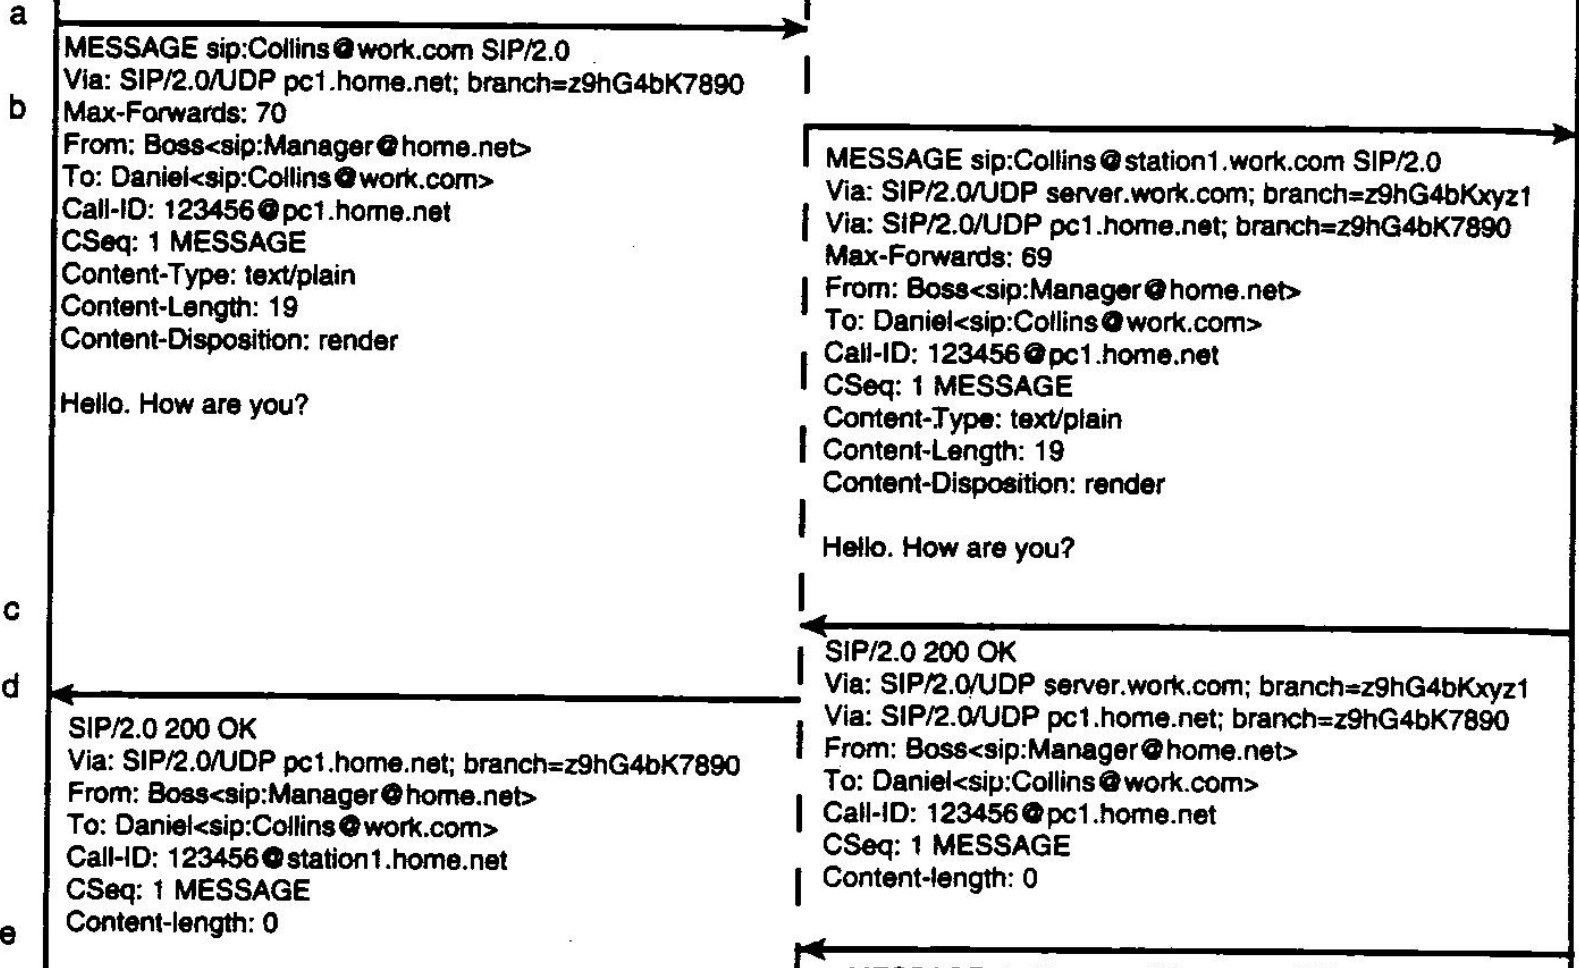 a
MESSAGE sip:Collins@work.com SIP/2.0
Via: SIP/2.0/UDP pc1.home.net; branch=z9hG4bK7890
b
Max-Forwards: 70
From: Boss<sip:Manager@home.net>
To: Daniel<sip:Collins@work.com>
Call-ID: 123456@pc1.home.net
CSeq: 1 MESSAGE
Content-Type: text/plain
Content-Length: 19
Content-Disposition: render
Hello. How are you?
MESSAGE sip:Collins@station1.work.com SIP/2.0
Via: SIP/2.0/UDP server.work.com; branch=z9hG4bKxyz1
Via: SIP/2.0/UDP pc1.home.net; branch=z9hG4bK7890
Max-Forwards: 69
From: Boss<sip:Manager@home.net>
To: Daniel<sip:Collins@work.com>
Call-ID: 123456@pc1.home.net
CSeq: 1 MESSAGE
Content-Type: text/plain
Content-Length: 19
Content-Disposition: render
Hello. How are you?
c
SIP/2.0 200 OK
Via: SIP/2.0/UDP server.work.com; branch=z9hG4bKxyz1
Via: SIP/2.0/UDP pc1.home.net; branch=z9hG4bK7890
From: Boss<sip:Manager@home.net>
To: Daniel<sip:Collins@work.com>
Call-ID: 123456@pc1.home.net
CSeq: 1 MESSAGE
Content-length: 0
d
SIP/2.0 200 OK
Via: SIP/2.0/UDP pc1.home.net; branch=z9hG4bK7890
From: Boss<sip:Manager@home.net>
To: Daniel<sip:Collins@work.com>
Call-ID: 123456@station1.home.net
CSeq: 1 MESSAGE
Content-length: 0
e